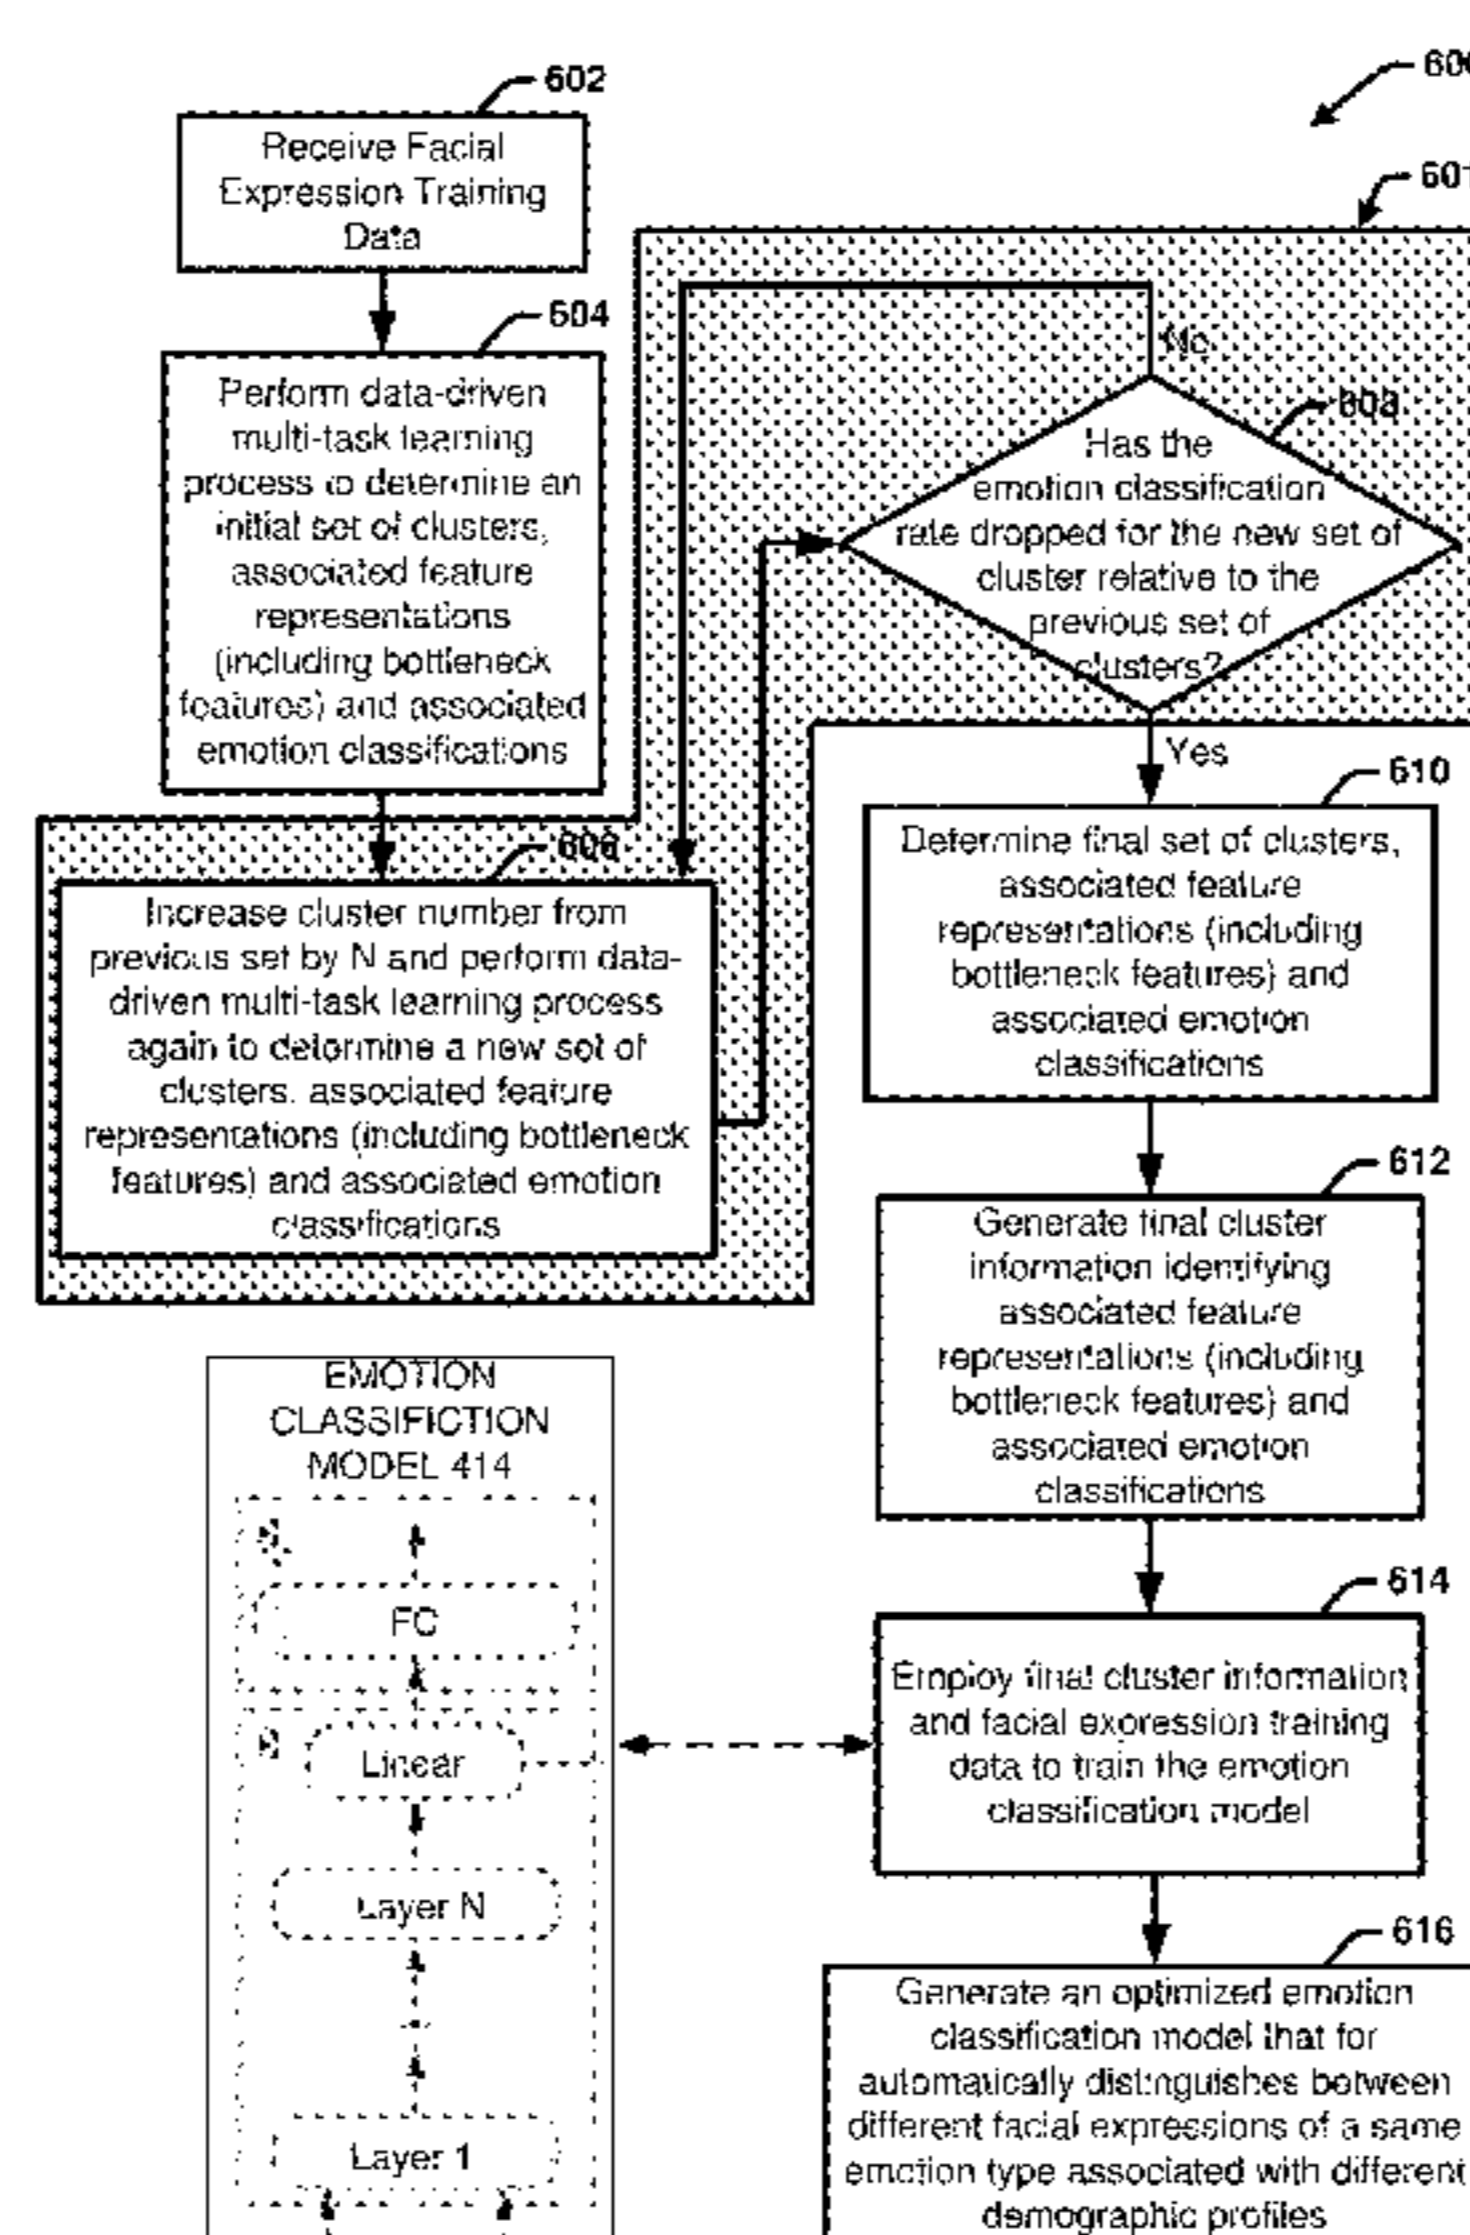 602
Receive Facial
Expression Training
Data
604
Perform data-driven
multi-task learning
process to determine an
initial set of clusters,
associated feature
representations
(including bottleneck
features) and associated
emotion classifications
606
Increase cluster number from
previous set by N and perform data-
driven multi-task learning process
again to determine a new set of
clusters, associated feature
representations (including bottleneck
features) and associated emotion
classifications
601
No
608
Has the
emotion classification
rate dropped for the new set of
cluster relative to the
previous set of
clusters?
Yes
610
Determine final set of clusters,
associated feature
representations (including
bottleneck features) and
associated emotion
classifications
612
Generate final cluster
information identifying
associated feature
representations (including
bottleneck features) and
associated emotion
classifications
614
Employ final cluster information
and facial expression training
data to train the emotion
classification model
616
Generate an optimized emotion
classification model that for
automatically distinguishes between
different facial expressions of a same
emotion type associated with different
demographic profiles
EMOTION
CLASSIFICTION
MODEL 414
FC
Linear
Layer N
Layer 1